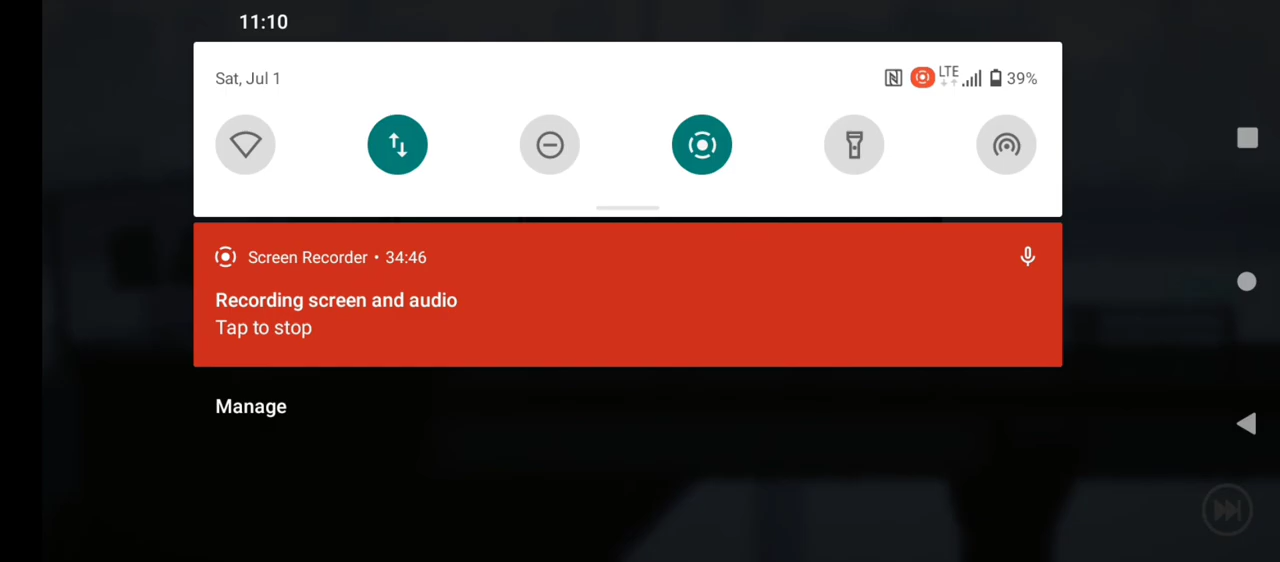 11:10
Sat, Jul 1
LTE
39%
Screen Recorder • 34:46
Recording screen and audio
Tap to stop
Manage